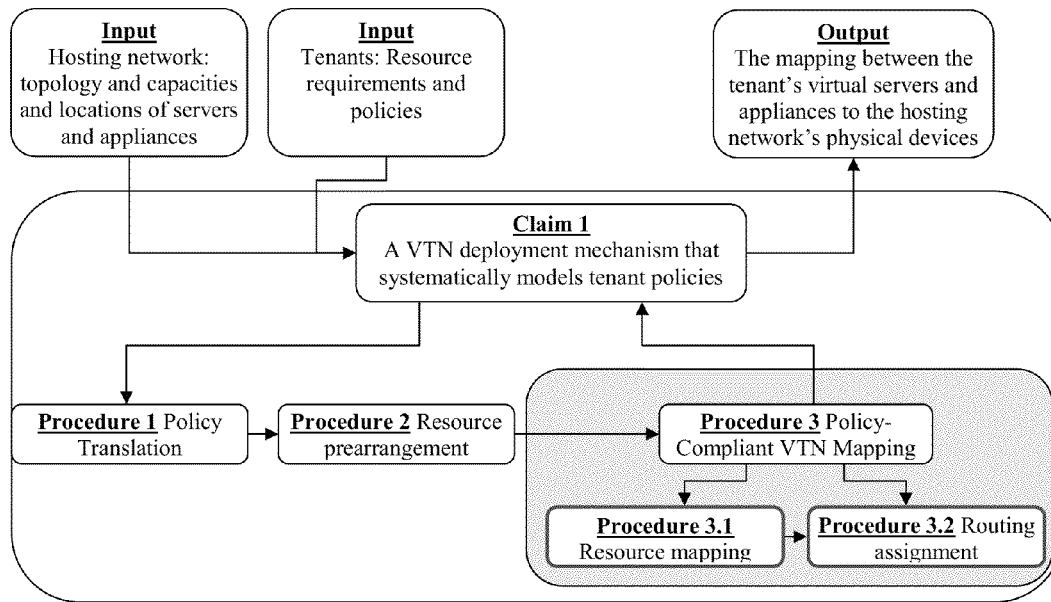 Input
Hosting network:
topology and capacities
and locations of servers
and appliances
Input
Tenants: Resource
requirements and
policies
Output
The mapping between the
tenant's virtual servers and
appliances to the hosting
network's physical devices
Claim 1
A VTN deployment mechanism that
systematically models tenant policies
Procedure 1 Policy
Translation
Procedure 2 Resource
prearrangement
Procedure 3 Policy-
Compliant VTN Mapping
Procedure 3.1
Resource mapping
Procedure 3.2 Routing
assignment